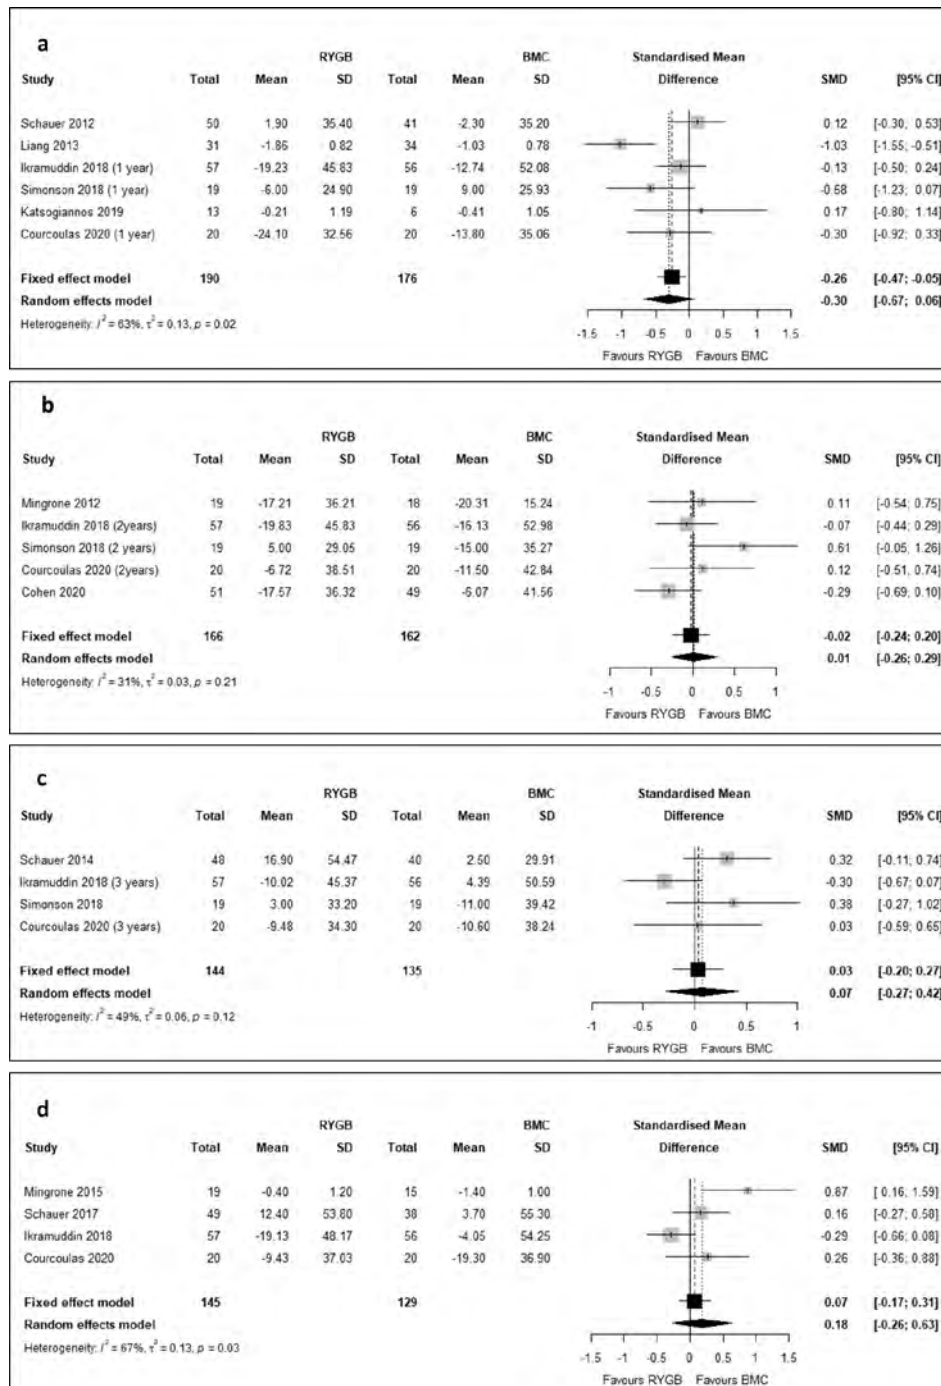 a
RYGB BMC Standardised Mean
Study Total Mean SD Total Mean SD Difference SMD [95% CI]
Schauer 2012 50 1.90 35.40 41 -2.30 35.20 0.12 [-0.30; 0.53]
Liang 2013 31 -1.86 0.82 34 -1.03 0.78 -1.03 [-1.55; -0.51]
Ikramuddin 2018 (1 year) 57 -19.23 45.83 56 -12.74 52.08 -0.13 [-0.50; 0.24]
Simonson 2018 (1 year) 19 -6.00 24.90 19 9.00 25.93 -0.58 [-1.23; 0.07]
Katsogiannos 2019 13 -0.21 1.19 6 -0.41 1.05 0.17 [-0.80; 1.14]
Courcoulas 2020 (1 year) 20 -24.10 32.56 20 -13.80 35.06 -0.30 [-0.92; 0.33]
Fixed effect model 190 176 -0.26 [-0.47; -0.05]
Random effects model -0.30 [-0.67; 0.06]
Heterogeneity: I² = 63%, τ² = 0.13, p = 0.02
-1.5 -1 -0.5 0 0.5 1 1.5
Favours RYGB Favours BMC
b
RYGB BMC Standardised Mean
Study Total Mean SD Total Mean SD Difference SMD [95% CI]
Mingrone 2012 19 -17.21 36.21 18 -20.31 15.24 0.11 [-0.54; 0.75]
Ikramuddin 2018 (2years) 57 -19.83 45.83 56 -16.13 52.98 -0.07 [-0.44; 0.29]
Simonson 2018 (2 years) 19 5.00 29.05 19 -15.00 35.27 0.61 [-0.05; 1.26]
Courcoulas 2020 (2years) 20 -6.72 38.51 20 -11.50 42.84 0.12 [-0.51; 0.74]
Cohen 2020 51 -17.57 36.32 49 -6.07 41.56 -0.29 [-0.69; 0.10]
Fixed effect model 166 162 -0.02 [-0.24; 0.20]
Random effects model 0.01 [-0.26; 0.29]
Heterogeneity: I² = 31%, τ² = 0.03, p = 0.21
-1 -0.5 0 0.5 1
Favours RYGB Favours BMC
c
RYGB BMC Standardised Mean
Study Total Mean SD Total Mean SD Difference SMD [95% CI]
Schauer 2014 48 16.90 54.47 40 2.50 29.91 0.32 [-0.11; 0.74]
Ikramuddin 2018 (3 years) 57 -10.02 45.37 56 4.39 50.59 -0.30 [-0.67; 0.07]
Simonson 2018 19 3.00 33.20 19 -11.00 39.42 0.38 [-0.27; 1.02]
Courcoulas 2020 (3 years) 20 -9.48 34.30 20 -10.60 38.24 0.03 [-0.59; 0.65]
Fixed effect model 144 135 0.03 [-0.20; 0.27]
Random effects model 0.07 [-0.27; 0.42]
Heterogeneity: I² = 49%, τ² = 0.06, p = 0.12
-1 -0.5 0 0.5 1
Favours RYGB Favours BMC
d
RYGB BMC Standardised Mean
Study Total Mean SD Total Mean SD Difference SMD [95% CI]
Mingrone 2015 19 -0.40 1.20 15 -1.40 1.00 0.87 [ 0.16; 1.59]
Schauer 2017 49 12.40 53.80 38 3.70 55.30 0.16 [-0.27; 0.58]
Ikramuddin 2018 57 -19.13 48.17 56 -4.05 54.25 -0.29 [-0.66; 0.08]
Courcoulas 2020 20 -9.43 37.03 20 -19.30 36.90 0.26 [-0.36; 0.88]
Fixed effect model 145 129 0.07 [-0.17; 0.31]
Random effects model 0.18 [-0.26; 0.63]
Heterogeneity: I² = 67%, τ² = 0.13, p = 0.03
-1.5 -1 -0.5 0 0.5 1 1.5
Favours RYGB Favours BMC